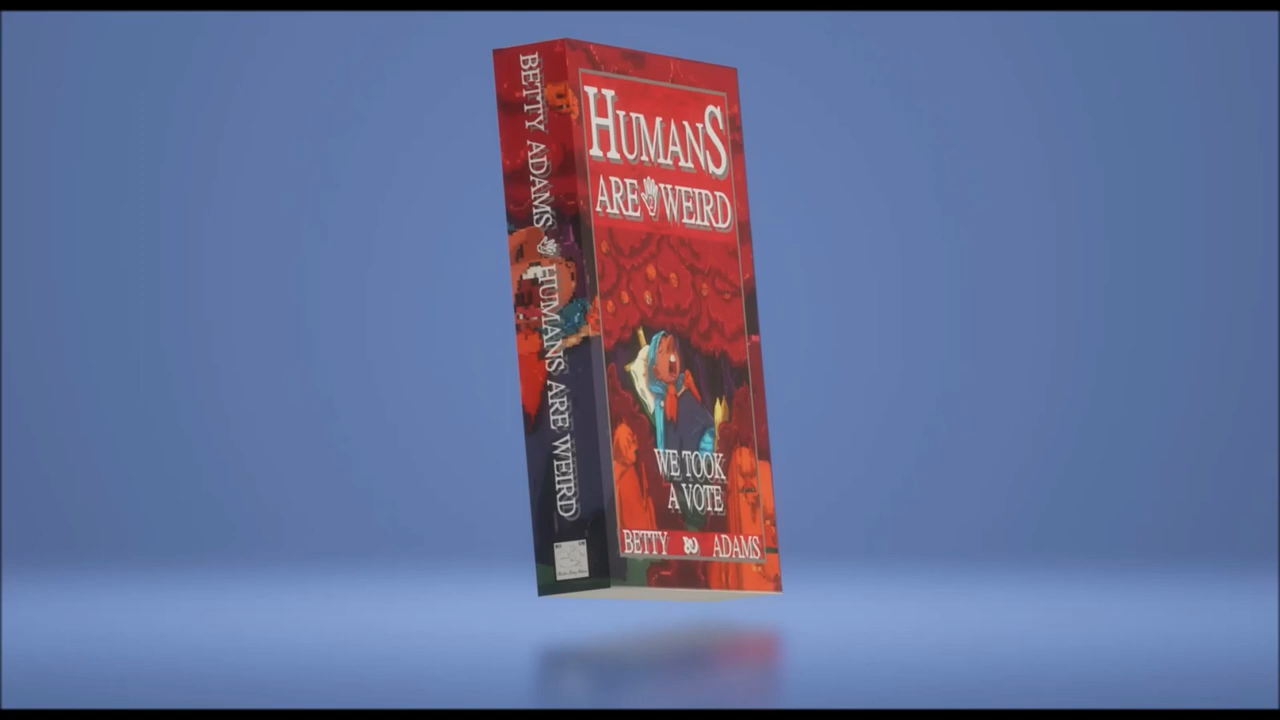 BETTY ADAMS HUMANS ARE WEIRD
HUMANS
ARE WEIRD
WE TOOK
A VOTE
BETTY ADAMS